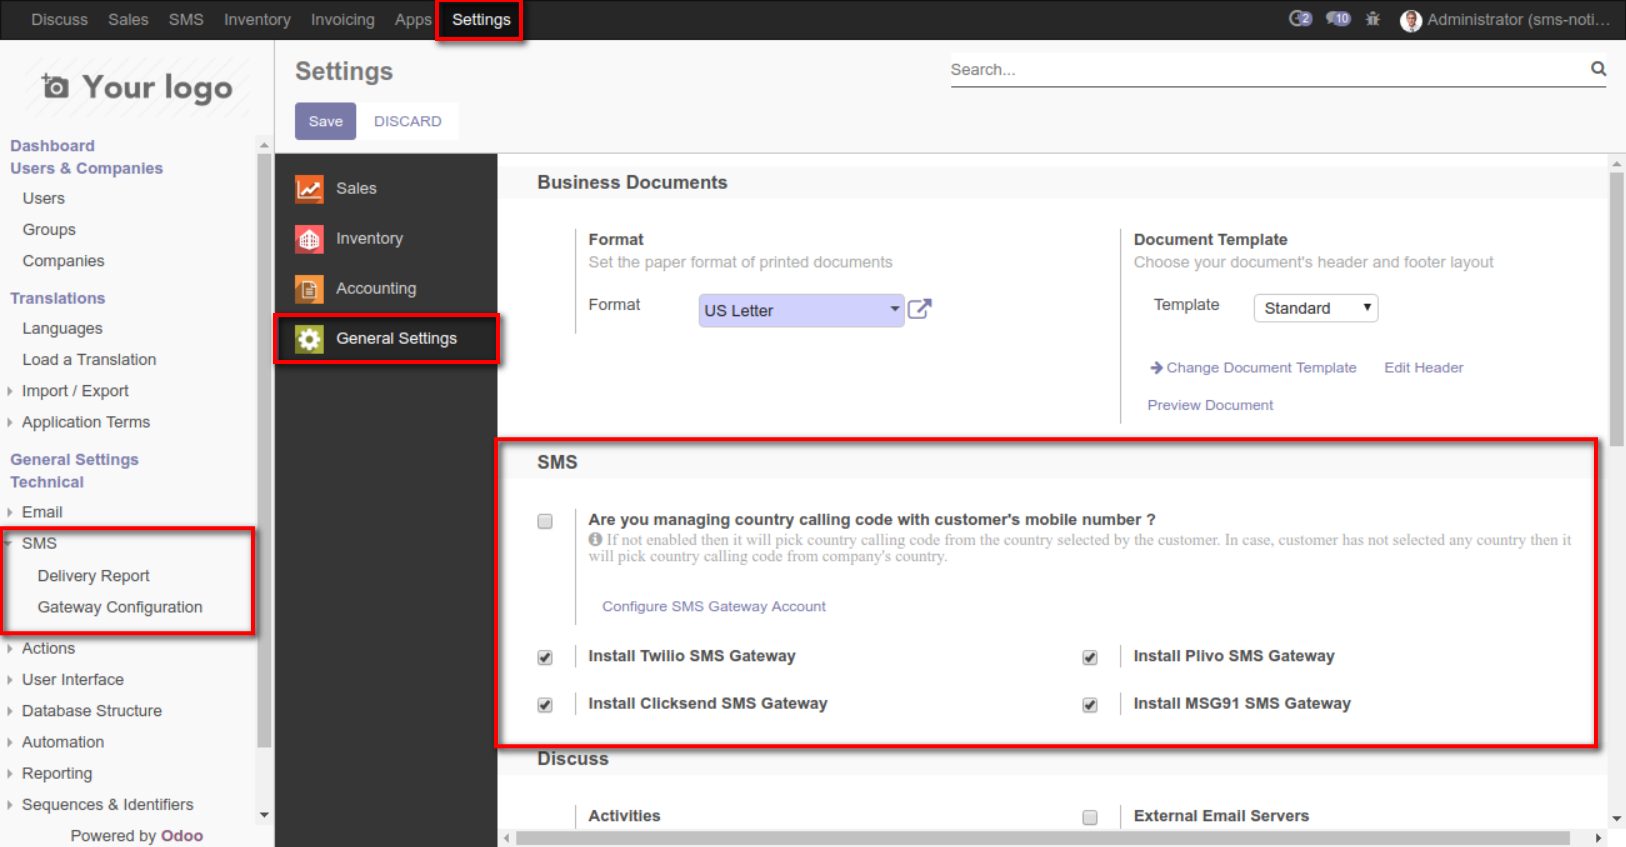 Discuss Sales SMS Inventory Invoicing Apps Settings 2 10 Administrator (sms-noti...
Your logo
Dashboard
Users & Companies
Users
Groups
Companies
Translations
Languages
Load a Translation
Import / Export
Application Terms
General Settings
Technical
Email
SMS
Delivery Report
Gateway Configuration
Actions
User Interface
Database Structure
Automation
Reporting
Sequences & Identifiers
Powered by Odoo
Settings
Search...
Save DISCARD
Sales
Inventory
Accounting
General Settings
Business Documents
Format
Set the paper format of printed documents
Format US Letter
Document Template
Choose your document's header and footer layout
Template Standard
Change Document Template Edit Header
Preview Document
SMS
Are you managing country calling code with customer's mobile number ?
If not enabled then it will pick country calling code from the country selected by the customer. In case, customer has not selected any country then it
will pick country calling code from company's country.
Configure SMS Gateway Account
Install Twilio SMS Gateway Install Plivo SMS Gateway
Install Clicksend SMS Gateway Install MSG91 SMS Gateway
Discuss
Activities External Email Servers